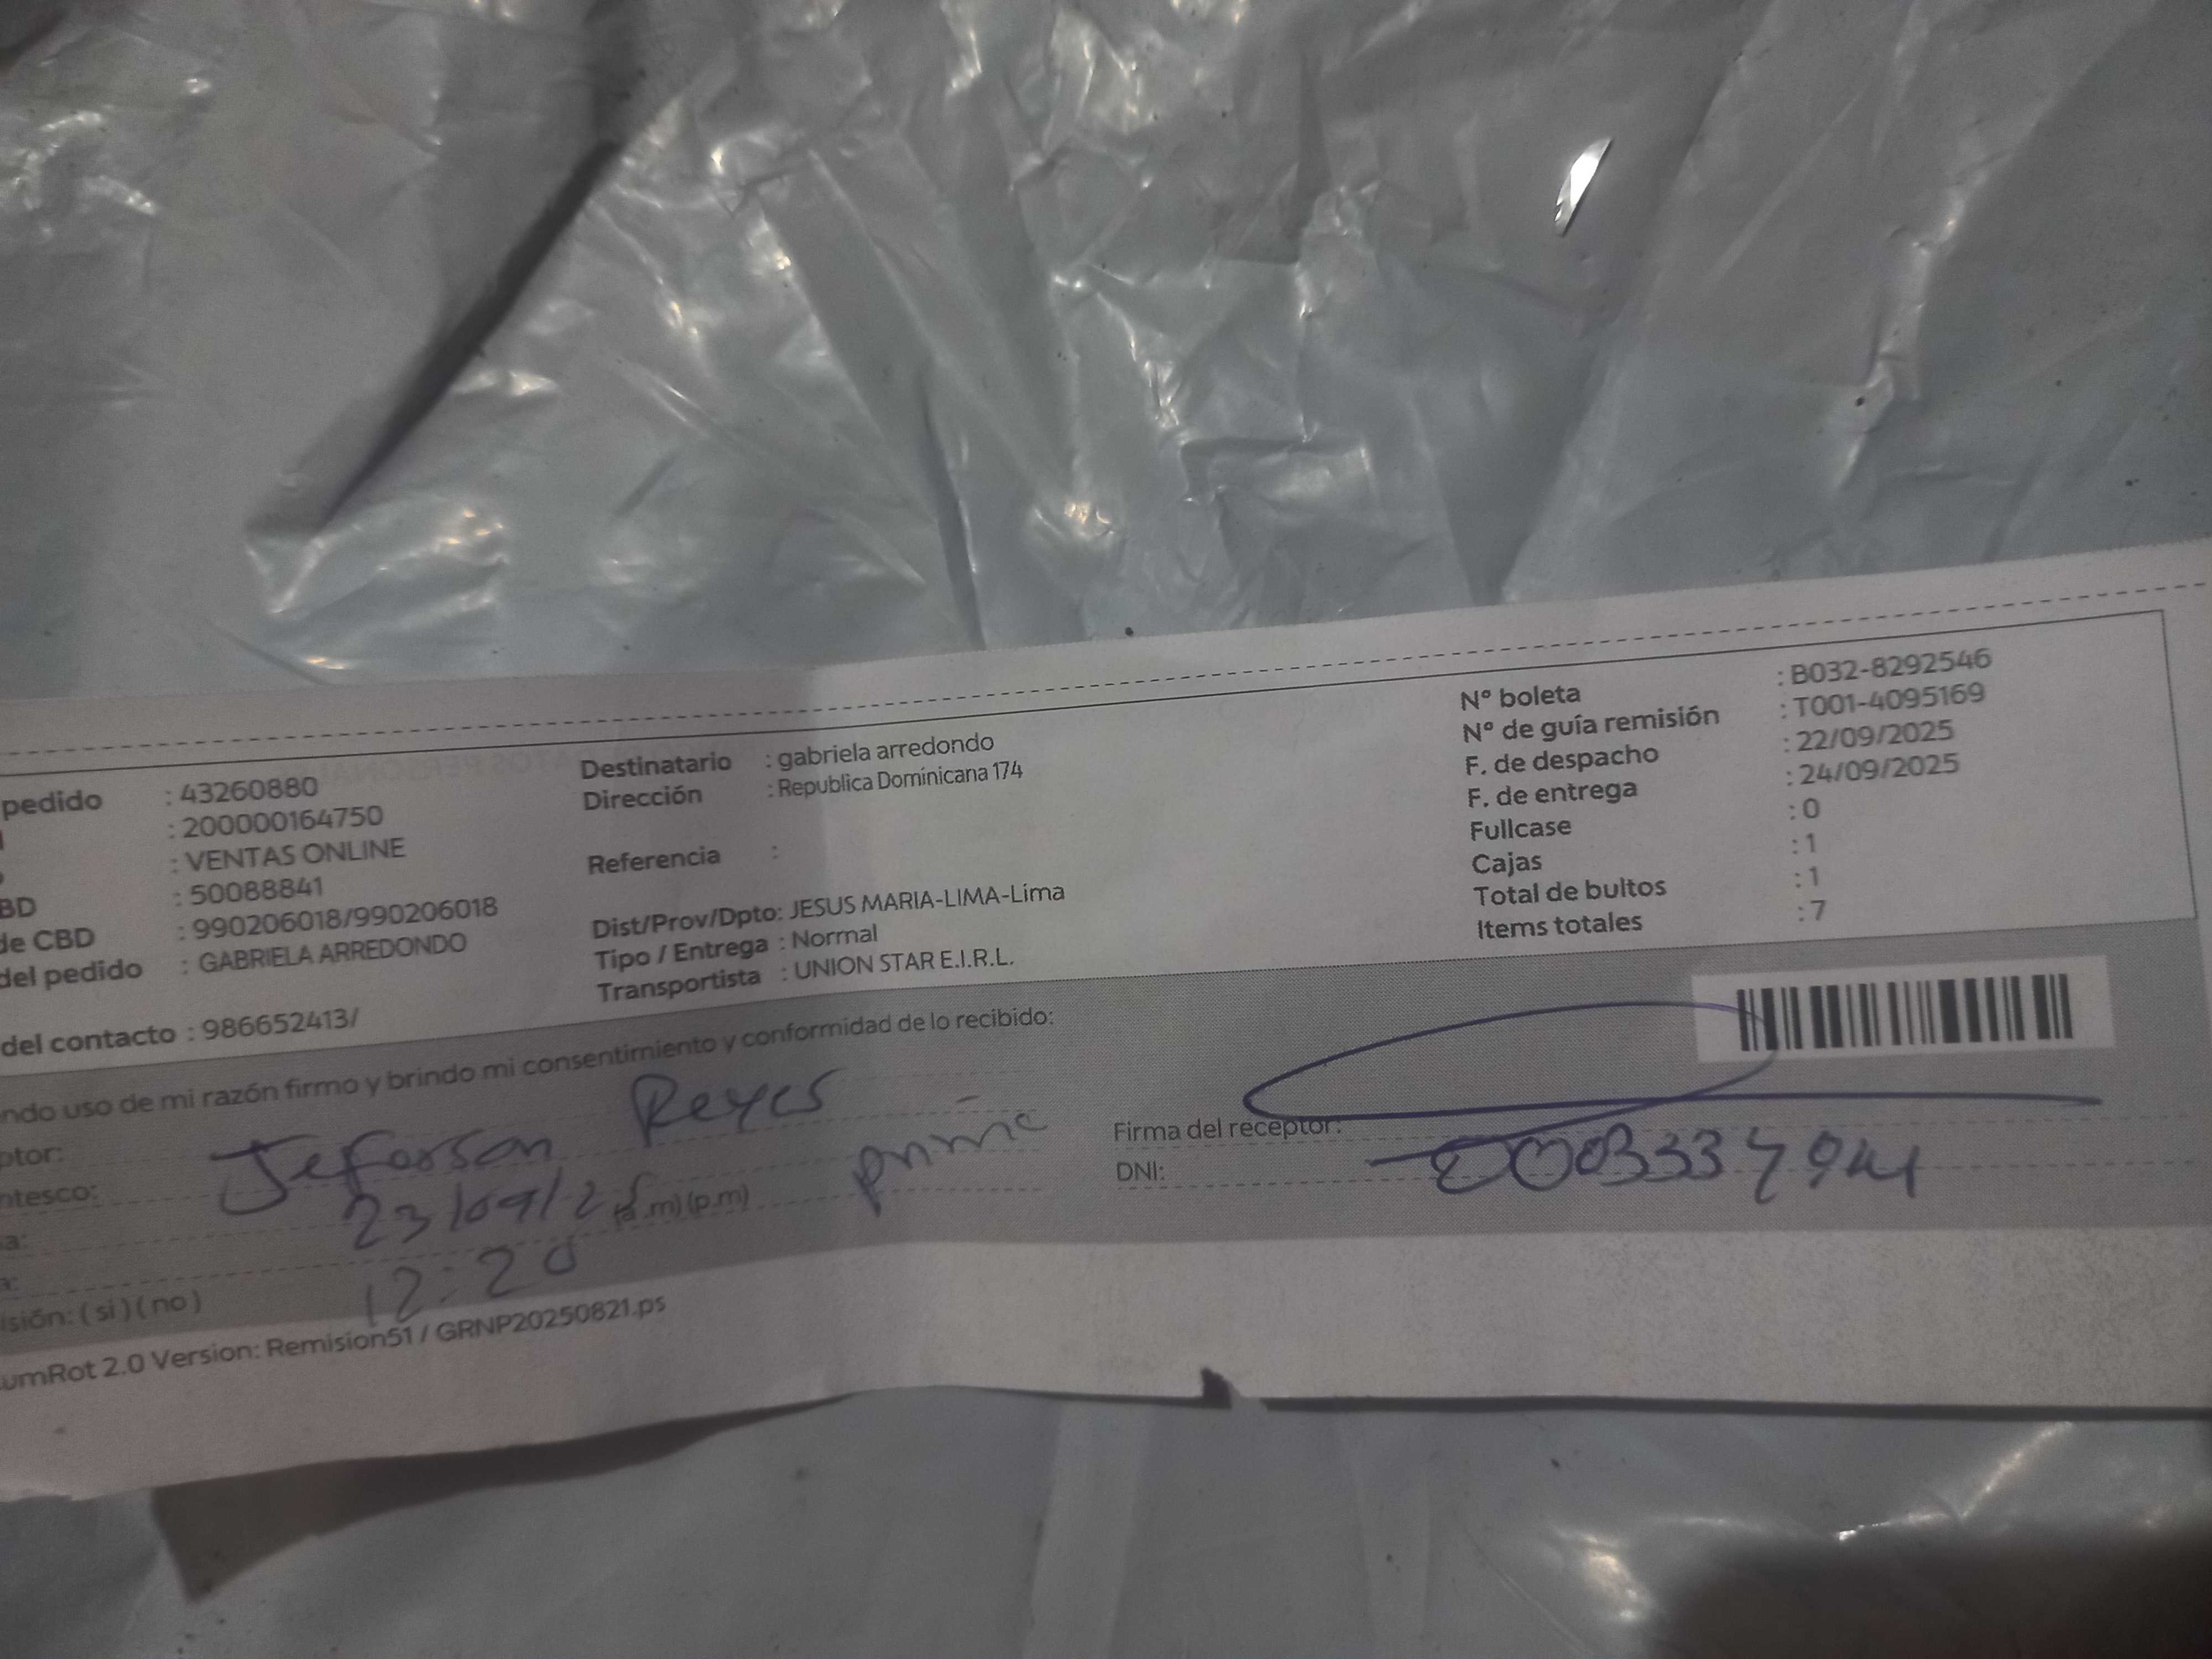 pedido : 43260880
: 200000164750
: VENTAS ONLINE
BD : 50088841
de CBD : 990206018/990206018
del pedido : GABRIELA ARREDONDO
del contacto : 986652413/
Destinatario : gabriela arredondo
Dirección : Republica Dominicana 174
Referencia :
Dist/Prov/Dpto: JESUS MARIA-LIMA-Lima
Tipo / Entrega : Normal
Transportista : UNION STAR E.I.R.L.
Nº boleta : B032-8292546
Nº de guía remisión : T001-4095169
F. de despacho : 22/09/2025
F. de entrega : 24/09/2025
Fullcase : 0
Cajas : 1
Total de bultos : 1
Items totales : 7
ndo uso de mi razón firmo y brindo mi consentimiento y conformidad de lo recibido:
ptor: Jeferson Reyes
ntesco:
a: 23/09/25 (a.m) (p.m)
a: 12:20
isión: ( si ) ( no )
Firma del receptor:
DNI:
umRot 2.0 Version: Remision51 / GRNP20250821.ps